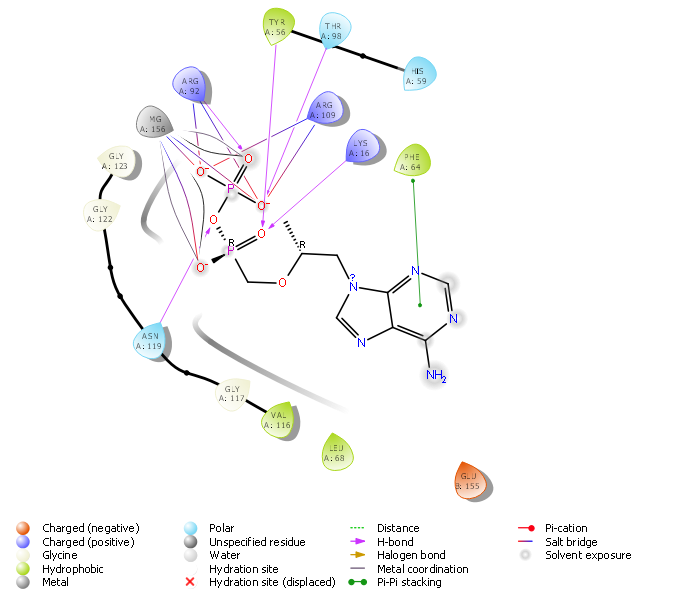 TYR
A: 56
THR
A: 98
HIS
A: 59
ARG
A: 92
ARG
A: 109
MG
A: 156
LYS
A: 16
GLY
A: 123
PHE
A: 64
GLY
A: 122
O
O-
P
O-
O
O
R
P
R
O-
O
?
N
N
N
N
NH2
ASN
A: 119
GLY
A: 117
VAL
A: 116
LEU
A: 68
GLU
B: 155
Charged (negative)
Charged (positive)
Glycine
Hydrophobic
Metal
Polar
Unspecified residue
Water
Hydration site
Hydration site (displaced)
Distance
H-bond
Halogen bond
Metal coordination
Pi-Pi stacking
Pi-cation
Salt bridge
Solvent exposure